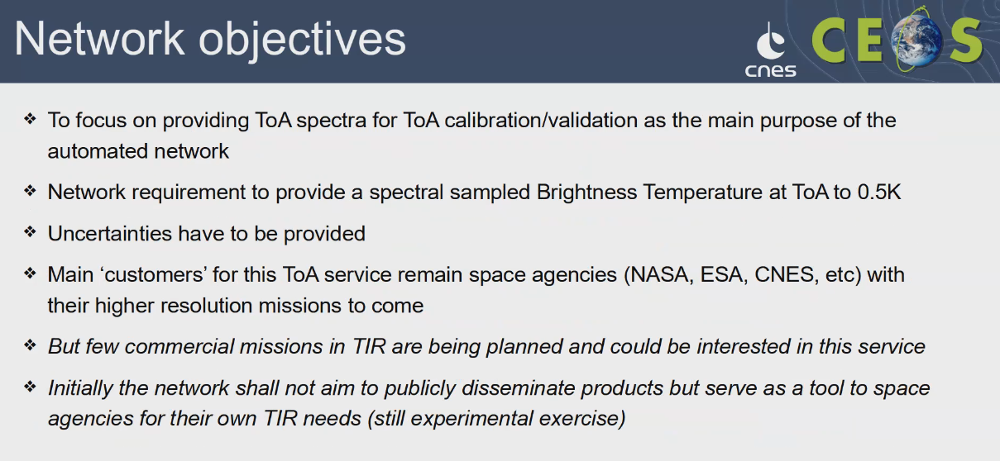 Network objectives
cnes
CEOS
❖ To focus on providing ToA spectra for ToA calibration/validation as the main purpose of the
automated network
❖ Network requirement to provide a spectral sampled Brightness Temperature at ToA to 0.5K
❖ Uncertainties have to be provided
❖ Main ‘customers’ for this ToA service remain space agencies (NASA, ESA, CNES, etc) with
their higher resolution missions to come
❖ But few commercial missions in TIR are being planned and could be interested in this service
❖ Initially the network shall not aim to publicly disseminate products but serve as a tool to space
agencies for their own TIR needs (still experimental exercise)